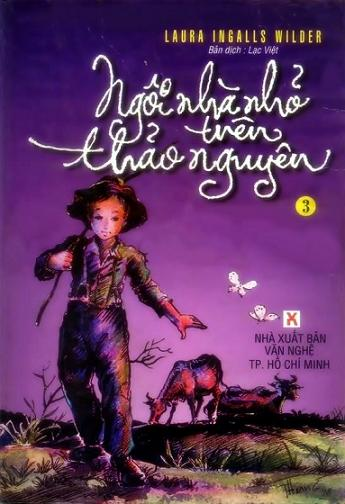 LAURA INGALLS WILDER
Bản dịch : Lạc Việt
Ngôi nhà nhỏ
trên
thảo nguyên
3
NHÀ XUẤT BẢN
VĂN NGHỆ
TP. HỒ CHÍ MINH